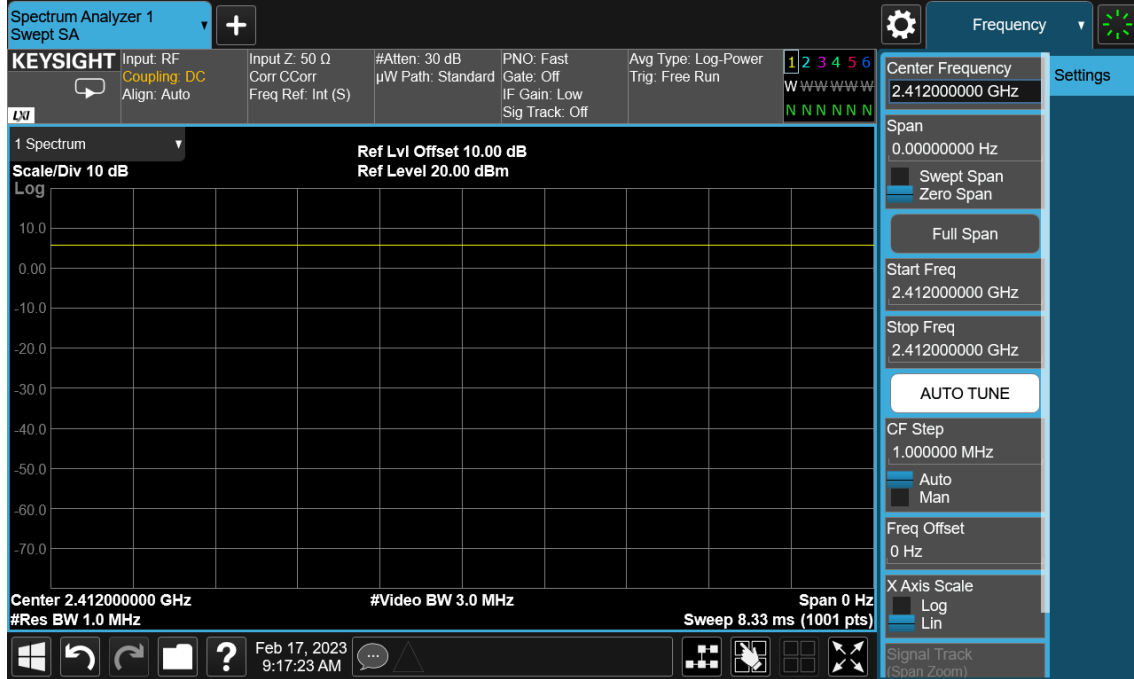 Spectrum Analyzer 1
Swept SA
Frequency
KEYSIGHT
LXI
Input: RF
Coupling: DC
Align: Auto
Input Z: 50 Ω
Corr CCorr
Freq Ref: Int (S)
#Atten: 30 dB
µW Path: Standard
PNO: Fast
Gate: Off
IF Gain: Low
Sig Track: Off
Avg Type: Log-Power
Trig: Free Run
1 2 3 4 5 6
W W W W W W
N N N N N N
1 Spectrum
Scale/Div 10 dB
Log
Ref Lvl Offset 10.00 dB
Ref Level 20.00 dBm
10.0
0.00
-10.0
-20.0
-30.0
-40.0
-50.0
-60.0
-70.0
Center 2.412000000 GHz
#Res BW 1.0 MHz
#Video BW 3.0 MHz
Span 0 Hz
Sweep 8.33 ms (1001 pts)
Feb 17, 2023
9:17:23 AM
Center Frequency
2.412000000 GHz
Settings
Span
0.00000000 Hz
Swept Span
Zero Span
Full Span
Start Freq
2.412000000 GHz
Stop Freq
2.412000000 GHz
AUTO TUNE
CF Step
1.000000 MHz
Auto
Man
Freq Offset
0 Hz
X Axis Scale
Log
Lin
Signal Track
(Span Zoom)